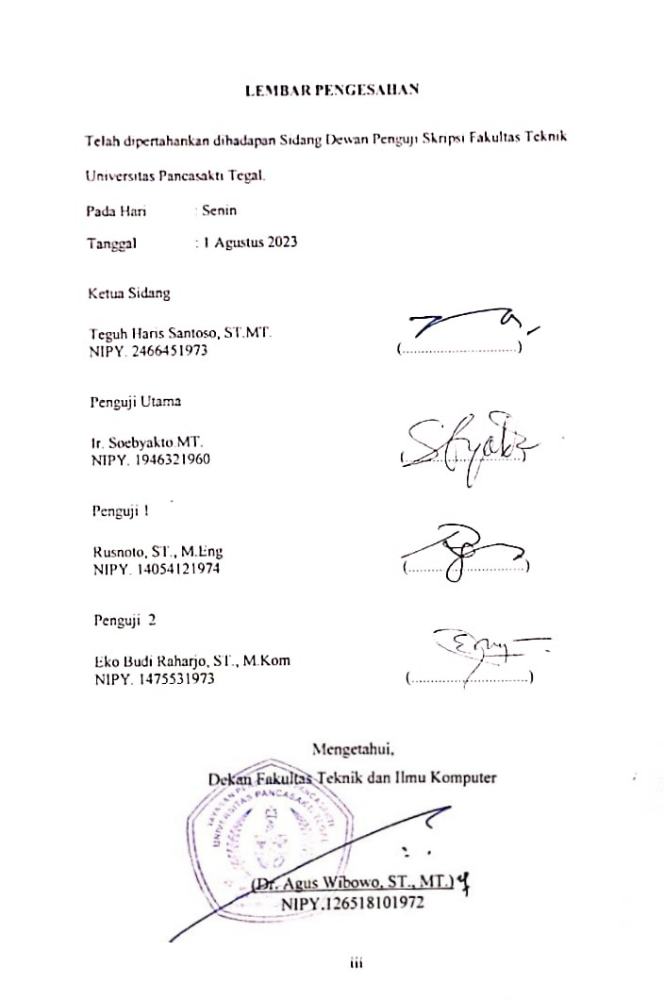 LEMBAR PENGESAHAN
Telah dipertahankan dihadapan Sidang Dewan Penguji Skripsi Fakultas Teknik
Universitas Pancasakti Tegal.
Pada Hari : Senin
Tanggal : 1 Agustus 2023
Ketua Sidang
Teguh Haris Santoso, ST.MT.
NIPY. 2466451973
(..............................)
Penguji Utama
Ir. Soebyakto.MT.
NIPY. 1946321960
(..............................)
Penguji 1
Rusnoto, ST., M.Eng
NIPY. 14054121974
(..............................)
Penguji 2
Eko Budi Raharjo, ST., M.Kom
NIPY. 1475531973
(..............................)
Mengetahui,
Dekan Fakultas Teknik dan Ilmu Komputer
UNIVERSITAS PANCASAKTI TEGAL
(Dr. Agus Wibowo, ST., MT.)
NIPY.126518101972
iii